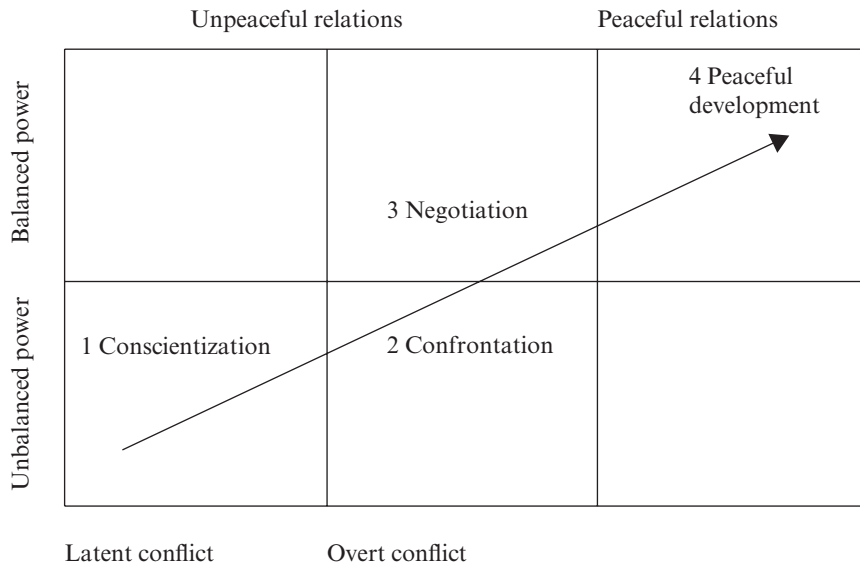 Unpeaceful relations
Peaceful relations
Balanced power
4 Peaceful
development
3 Negotiation
Unbalanced power
1 Conscientization
2 Confrontation
Latent conflict
Overt conflict